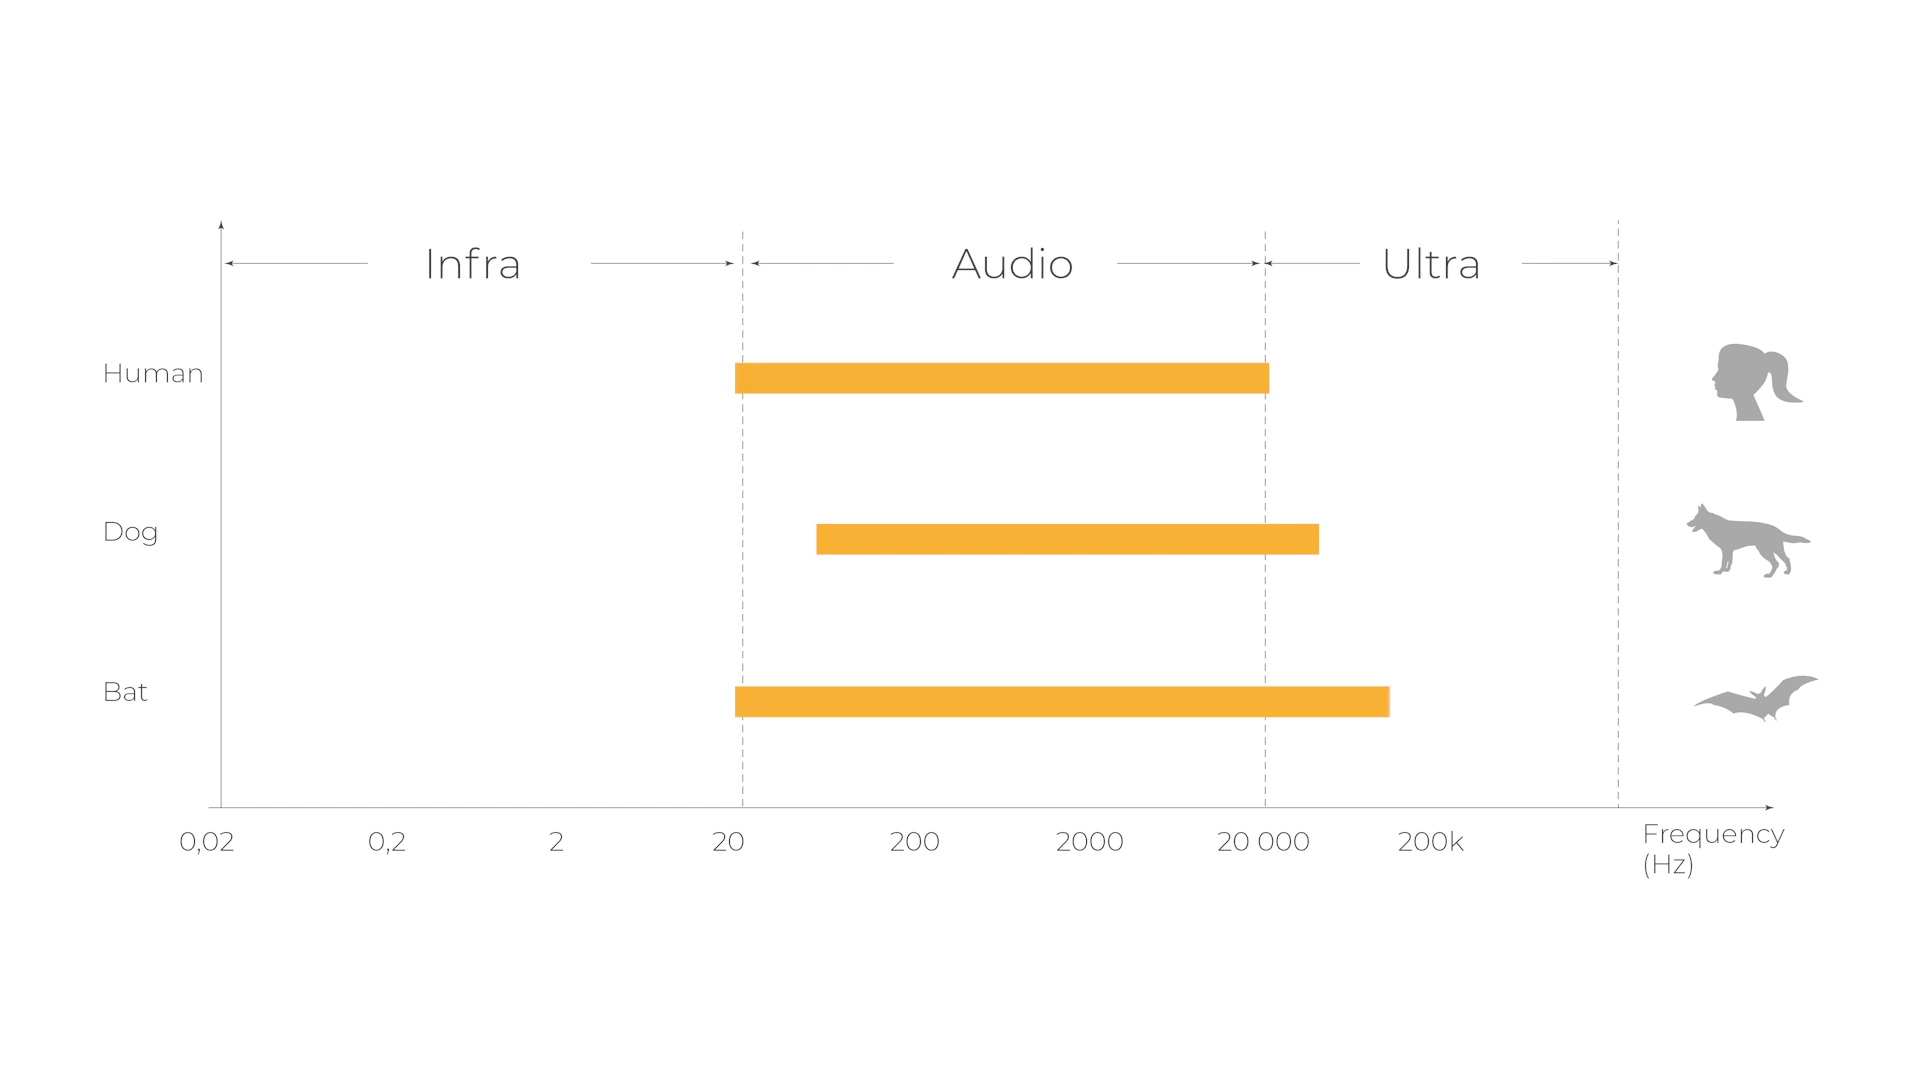 Infra
Audio
Ultra
Human
Dog
Bat
0,02
0,2
2
20
200
2000
20 000
200k
Frequency
(Hz)